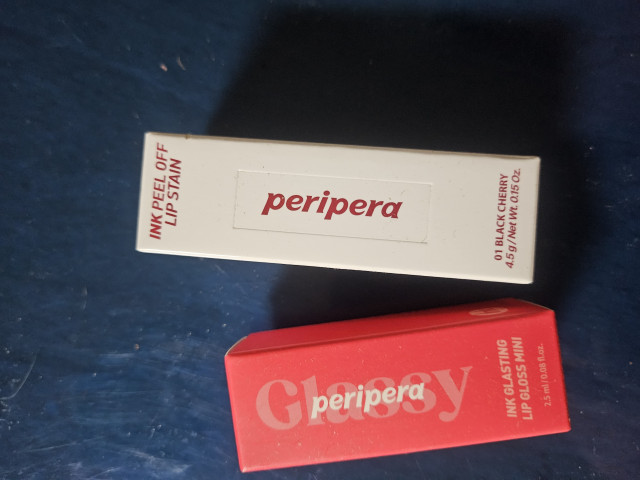 INK PEEL OFF
LIP STAIN
peripera
01 BLACK CHERRY
4.5 g / Net Wt. 0.15 Oz.
Glassy
peripera
INK GLASTING
LIP GLOSS MINI
2.5 ml / 0.08 fl.oz.